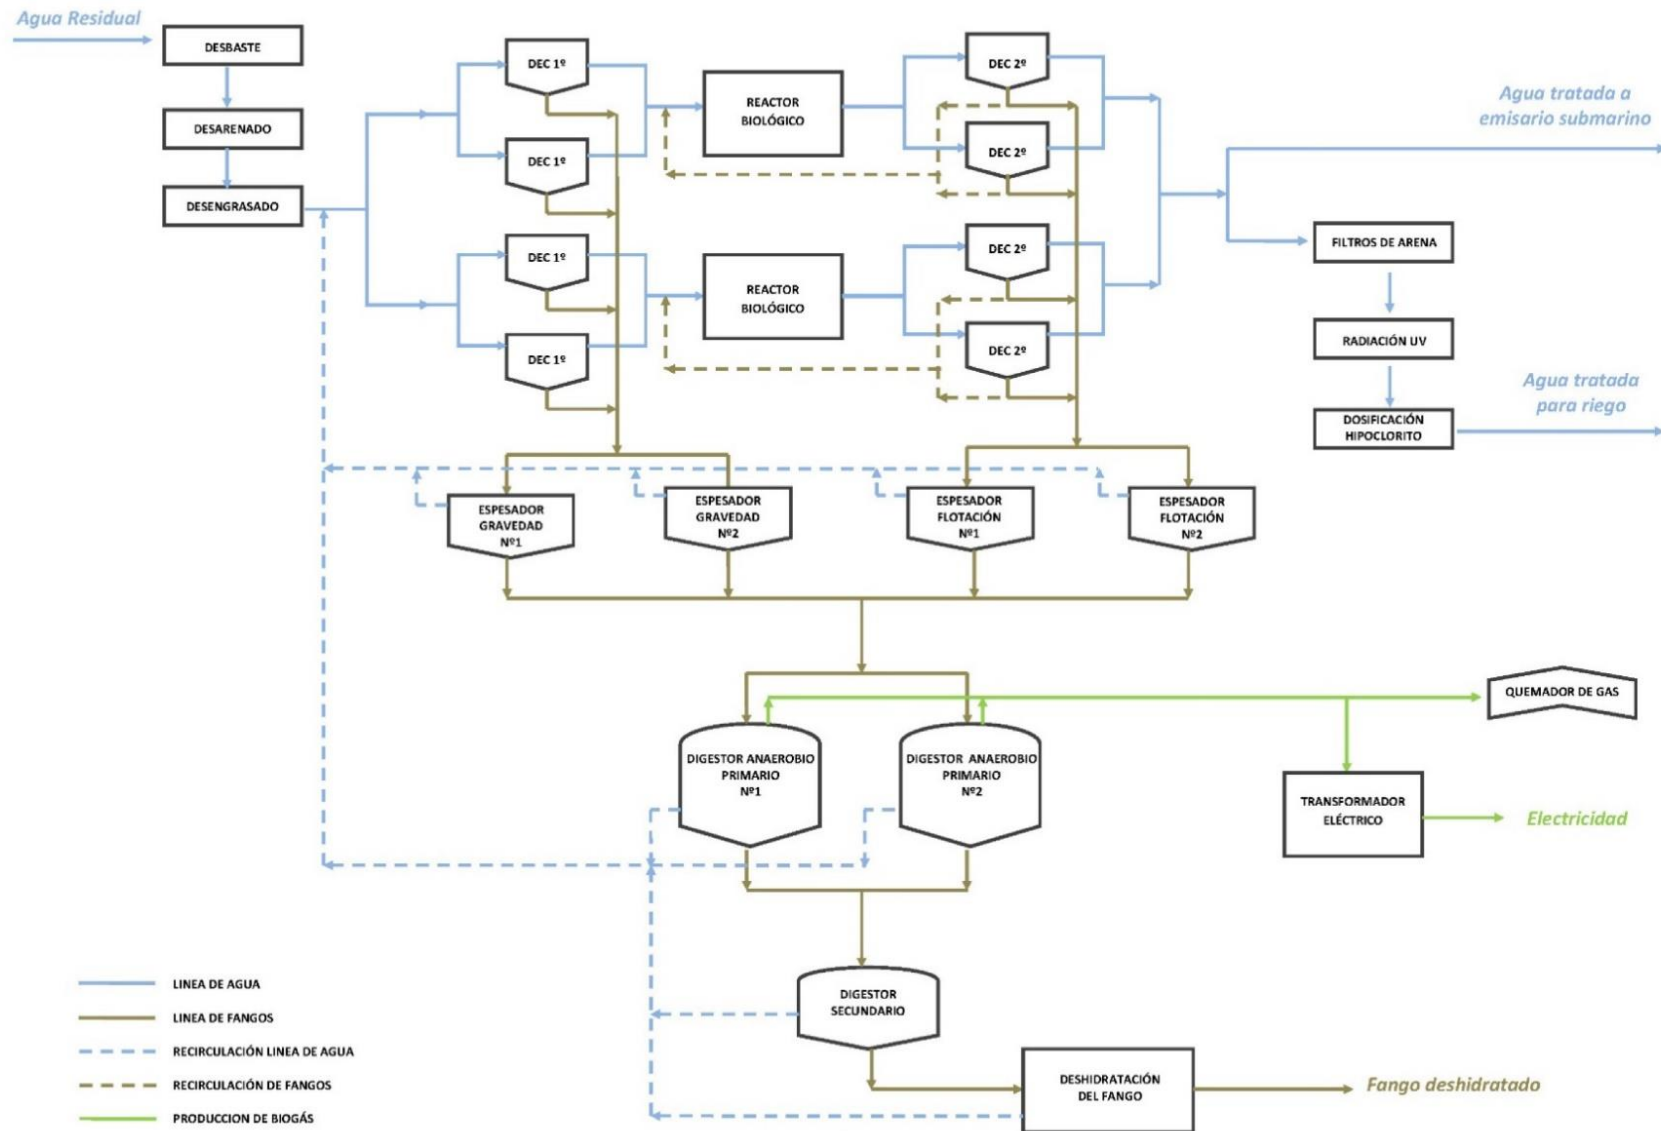 Agua Residual
DESBASTE
DESARENADO
DESENGRASADO
DEC 1º
DEC 1º
DEC 1º
DEC 1º
REACTOR
BIOLÓGICO
REACTOR
BIOLÓGICO
DEC 2º
DEC 2º
DEC 2º
DEC 2º
Agua tratada a
emisario submarino
FILTROS DE ARENA
RADIACIÓN UV
DOSIFICACIÓN
HIPOCLORITO
Agua tratada
para riego
ESPESADOR
GRAVEDAD
Nº1
ESPESADOR
GRAVEDAD
Nº2
ESPESADOR
FLOTACIÓN
Nº1
ESPESADOR
FLOTACIÓN
Nº2
DIGESTOR ANAEROBIO
PRIMARIO
Nº1
DIGESTOR ANAEROBIO
PRIMARIO
Nº2
QUEMADOR DE GAS
TRANSFORMADOR
ELÉCTRICO
Electricidad
DIGESTOR
SECUNDARIO
DESHIDRATACIÓN
DEL FANGO
Fango deshidratado
LINEA DE AGUA
LINEA DE FANGOS
RECIRCULACIÓN LINEA DE AGUA
RECIRCULACIÓN DE FANGOS
PRODUCCION DE BIOGÁS